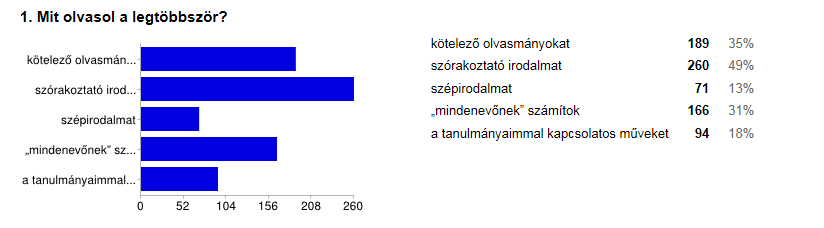 1. Mit olvasol a legtöbbször?
kötelező olvasmán...
szórakoztató irod...
szépirodalmat
„mindenevőnek” sz...
a tanulmányaimmal...
0 52 104 156 208 260
kötelező olvasmányokat 189 35%
szórakoztató irodalmat 260 49%
szépirodalmat 71 13%
„mindenevőnek” számítok 166 31%
a tanulmányaimmal kapcsolatos műveket 94 18%